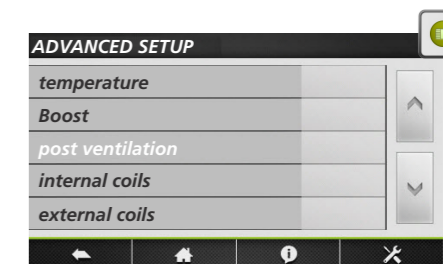 ADVANCED SETUP
temperature
Boost
post ventilation
internal coils
external coils